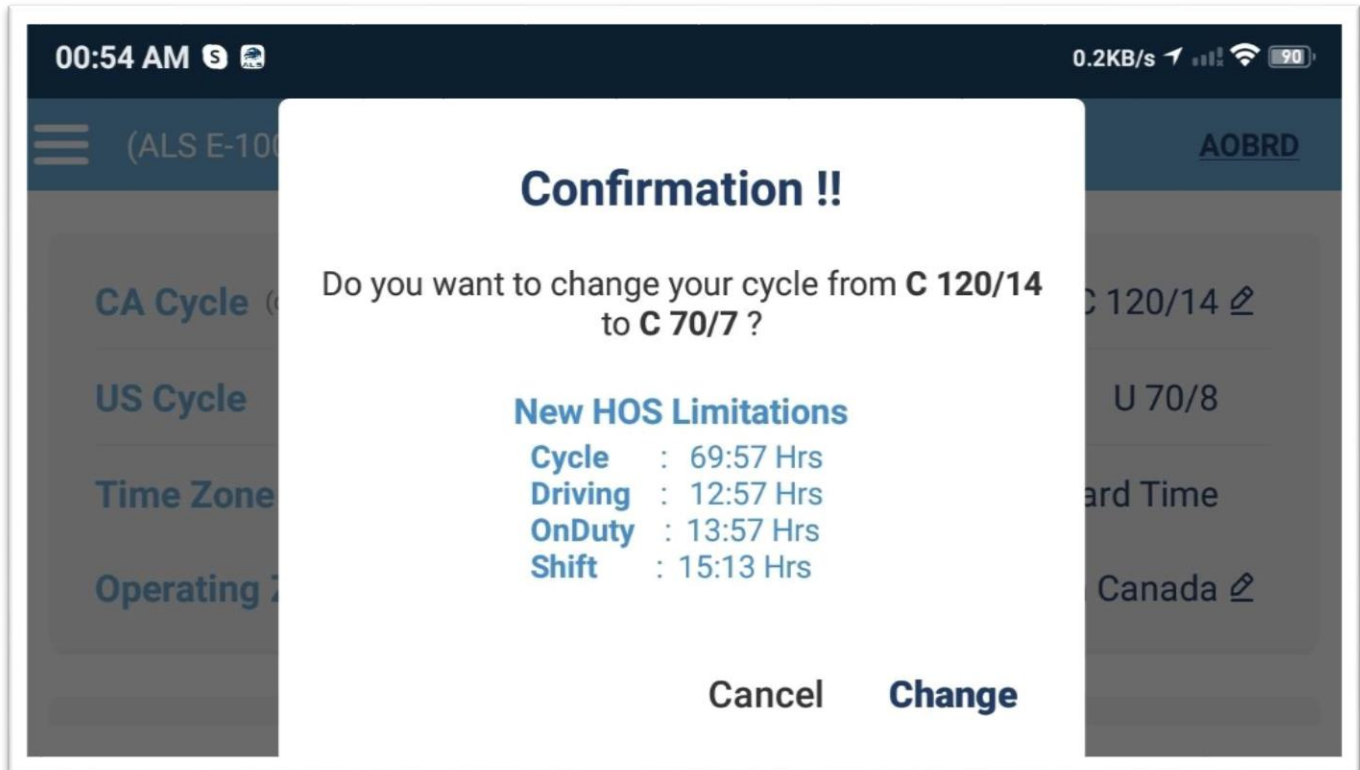 00:54 AM
0.2KB/s 90
(ALS E-100
AOBRD
Confirmation !!
Do you want to change your cycle from C 120/14
to C 70/7 ?
CA Cycle
C 120/14
US Cycle
U 70/8
New HOS Limitations
Cycle : 69:57 Hrs
Driving : 12:57 Hrs
OnDuty : 13:57 Hrs
Shift : 15:13 Hrs
Time Zone
ard Time
Operating
Canada
Cancel Change